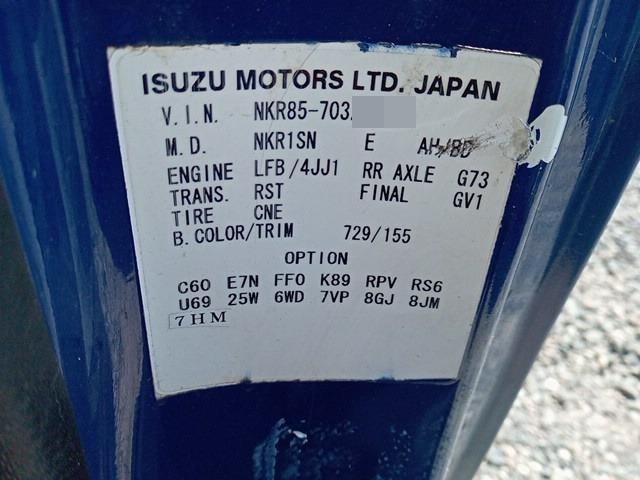 ISUZU MOTORS LTD. JAPAN
V.I.N. NKR85-703
M.D. NKR1SN E AH/BD
ENGINE LFB/4JJ1 RR AXLE G73
TRANS. RST FINAL GV1
TIRE CNE
B.COLOR/TRIM 729/155
OPTION
C60 E7N FF0 K89 RPV RS6
U69 25W 6WD 7VP 8GJ 8JM
7HM